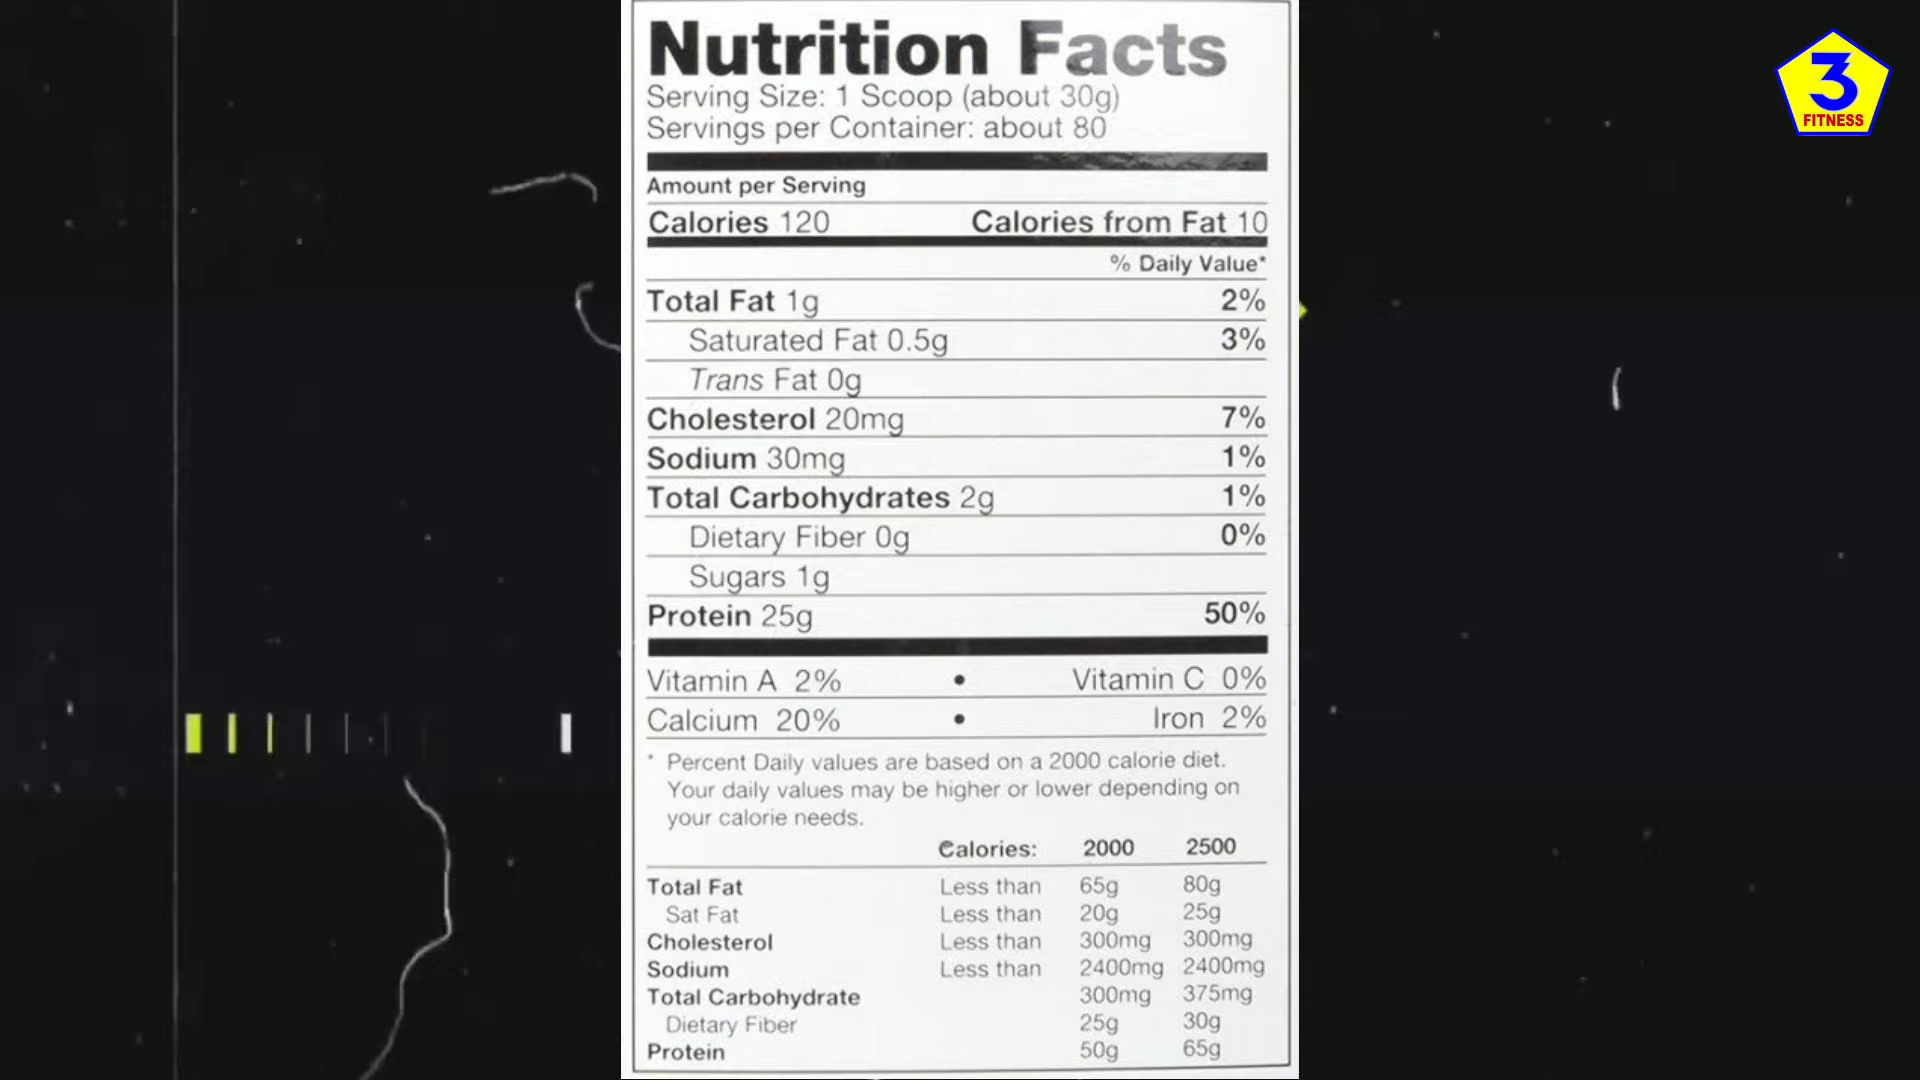 Nutrition Facts
Serving Size: 1 Scoop (about 30g)
Servings per Container: about 80
Amount per Serving
Calories 120 Calories from Fat 10
% Daily Value*
Total Fat 1g 2%
Saturated Fat 0.5g 3%
Trans Fat 0g
Cholesterol 20mg 7%
Sodium 30mg 1%
Total Carbohydrates 2g 1%
Dietary Fiber 0g 0%
Sugars 1g
Protein 25g 50%
Vitamin A 2% • Vitamin C 0%
Calcium 20% • Iron 2%
* Percent Daily values are based on a 2000 calorie diet.
Your daily values may be higher or lower depending on
your calorie needs.
Calories: 2000 2500
Total Fat Less than 65g 80g
Sat Fat Less than 20g 25g
Cholesterol Less than 300mg 300mg
Sodium Less than 2400mg 2400mg
Total Carbohydrate 300mg 375mg
Dietary Fiber 25g 30g
Protein 50g 65g
3
FITNESS